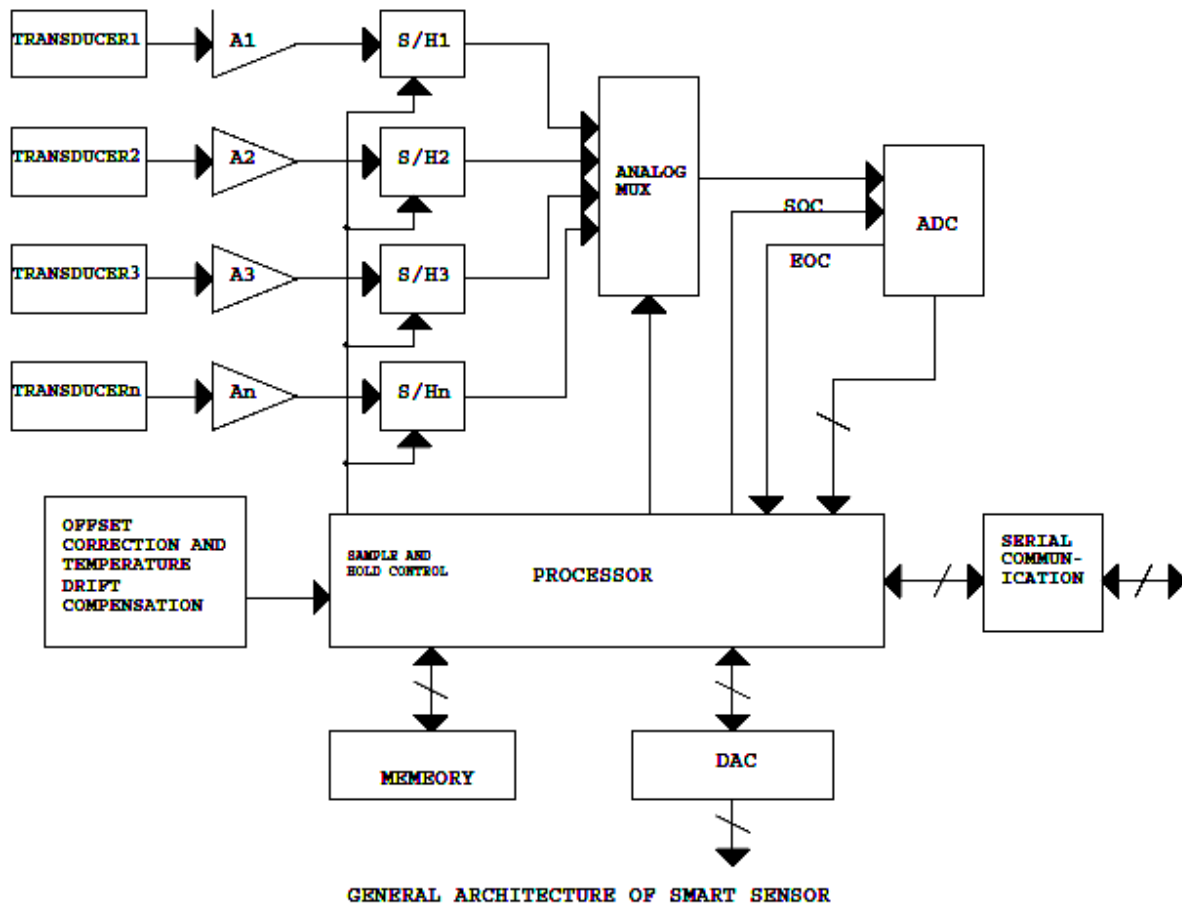 TRANSDUCER1
A1
S/H1
TRANSDUCER2
A2
S/H2
ANALOG
MUX
SOC
ADC
EOC
TRANSDUCER3
A3
S/H3
TRANSDUCERn
An
S/Hn
OFFSET
CORRECTION AND
TEMPERATURE
DRIFT
COMPENSATION
SAMPLE AND
HOLD CONTROL
PROCESSOR
SERIAL
COMMUN-
ICATION
MEMEORY
DAC
GENERAL ARCHITECTURE OF SMART SENSOR